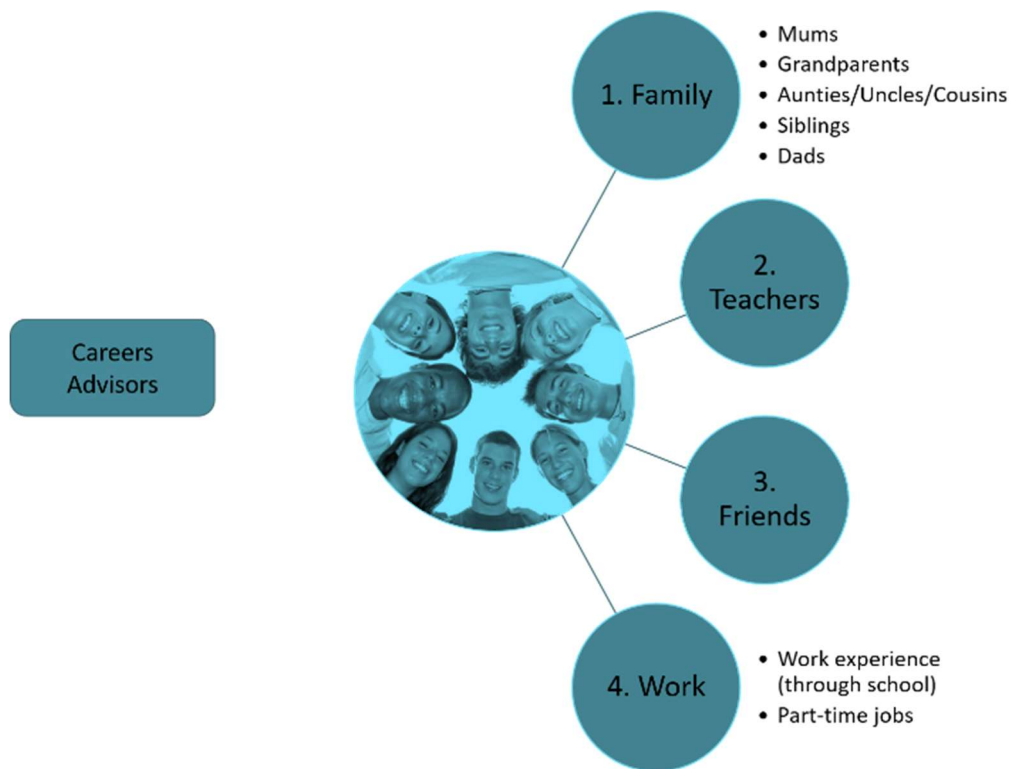 Careers
Advisors
1. Family
• Mums
• Grandparents
• Aunties/Uncles/Cousins
• Siblings
• Dads
2.
Teachers
3.
Friends
4. Work
• Work experience
(through school)
• Part-time jobs